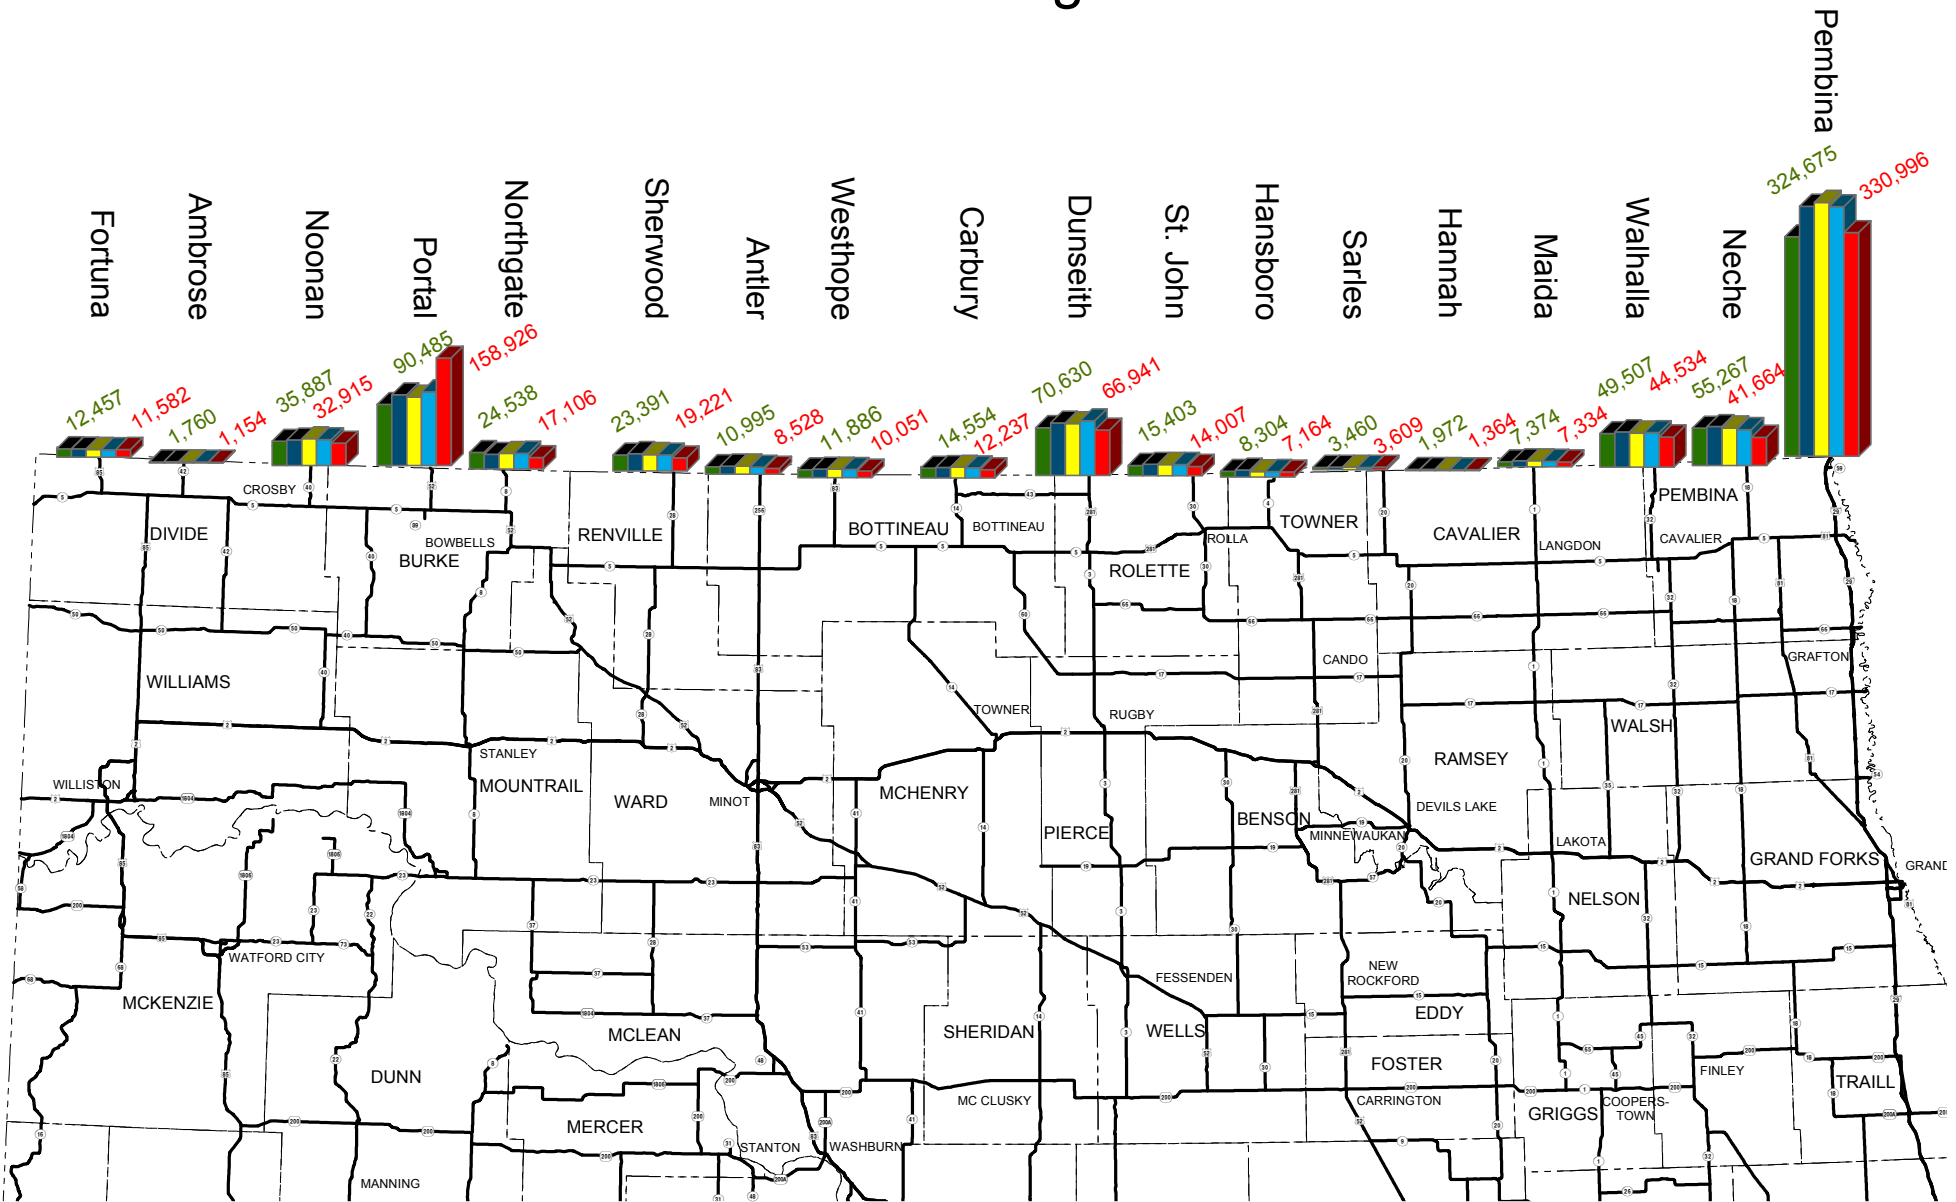 Pembina
Fortuna
Ambrose
Noonan
Portal
Northgate
Sherwood
Antler
Westhope
Carbury
Dunseith
St. John
Hansboro
Sarles
Hannah
Maida
Walhalla
Neche
324,675
330,996
12,457
11,582
1,760
1,154
35,887
32,915
90,485
158,926
24,538
17,106
23,391
19,221
10,995
8,528
11,886
10,051
14,554
12,237
70,630
66,941
15,403
14,007
8,304
7,164
3,460
3,609
1,972
1,364
7,374
7,334
49,507
44,534
55,267
41,664
CROSBY
DIVIDE
BOWBELLS
BURKE
RENVILLE
BOTTINEAU
BOTTINEAU
ROLLA
ROLETTE
TOWNER
CAVALIER
LANGDON
PEMBINA
CAVALIER
WILLIAMS
CANDO
GRAFTON
TOWNER
RUGBY
WALSH
STANLEY
WILLISTON
MOUNTRAIL
WARD
MINOT
MCHENRY
PIERCE
BENSON
MINNEWAUKAN
RAMSEY
DEVILS LAKE
LAKOTA
GRAND FORKS
GRAND
NELSON
WATFORD CITY
MCKENZIE
FESSENDEN
NEW
ROCKFORD
EDDY
MCLEAN
SHERIDAN
WELLS
FOSTER
DUNN
FINLEY
TRAILL
MC CLUSKY
CARRINGTON
GRIGGS
COOPERS-
TOWN
MERCER
STANTON
WASHBURN
MANNING